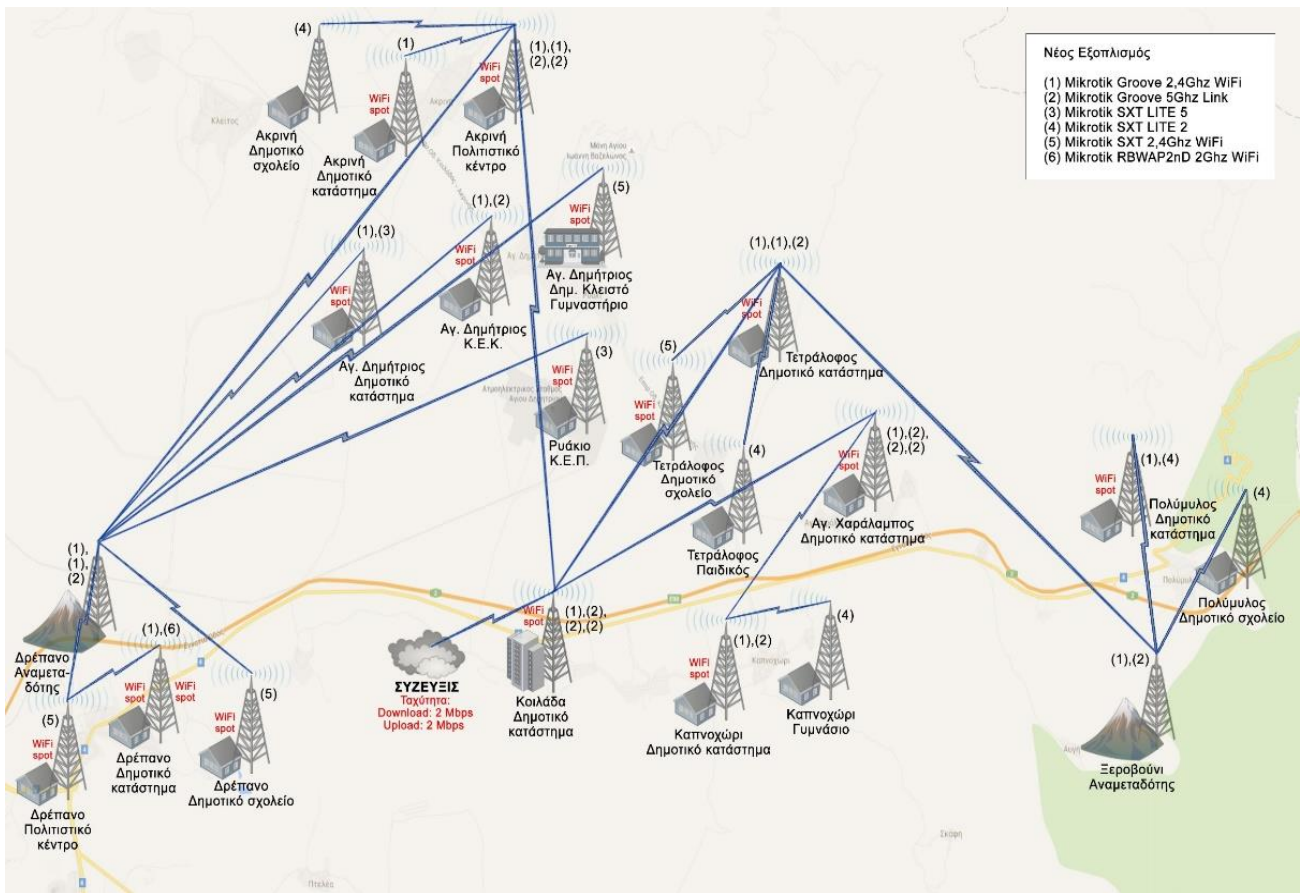 Νέος Εξοπλισμός
(1) Mikrotik Groove 2,4Ghz WiFi
(2) Mikrotik Groove 5Ghz Link
(3) Mikrotik SXT LITE 5
(4) Mikrotik SXT LITE 2
(5) Mikrotik SXT 2,4Ghz WiFi
(6) Mikrotik RBWAP2nD 2Ghz WiFi
(4)
Ακρινή
Δημοτικό
σχολείο
(1)
WiFi
spot
Ακρινή
Δημοτικό
κατάστημα
(1),(1),
(2),(2)
WiFi
spot
Ακρινή
Πολιτιστικό
κέντρο
Κλείτος
Μονή Αγίου
Ιωάννη Βαζελωνος
(1),(3)
WiFi
spot
Αγ. Δημήτριος
Δημοτικό
κατάστημα
(1),(2)
WiFi
spot
Αγ. Δημήτριος
Κ.Ε.Κ.
(5)
WiFi
spot
Αγ. Δημήτριος
Δημ. Κλειστό
Γυμναστήριο
(3)
WiFi
spot
Ρυάκιο
Κ.Ε.Π.
(1),(1),(2)
WiFi
spot
Τετράλοφος
Δημοτικό κατάστημα
(5)
WiFi
spot
Τετράλοφος
Δημοτικό
σχολείο
(4)
Τετράλοφος
Παιδικός
(1),(2),
(2),(2)
WiFi
spot
Αγ. Χαράλαμπος
Δημοτικό κατάστημα
(1),(4)
WiFi
spot
Πολύμυλος
Δημοτικό
κατάστημα
(4)
Πολύμυλος
Δημοτικό σχολείο
(1),
(1),
(2)
Δρέπανο
Αναμετα-
δότης
(5)
WiFi
spot
Δρέπανο
Πολιτιστικό
κέντρο
(1),(6)
WiFi
spot
WiFi
spot
Δρέπανο
Δημοτικό
κατάστημα
(5)
WiFi
spot
Δρέπανο
Δημοτικό σχολείο
ΣΥΖΕΥΞΙΣ
Ταχύτητα:
Download: 2 Mbps
Upload: 2 Mbps
(1),(2),
(2),(2)
WiFi
spot
Κοιλάδα
Δημοτικό
κατάστημα
(1),(2)
WiFi
spot
Καπνοχώρι
Δημοτικό κατάστημα
Καπνοχώρι
(4)
Καπνοχώρι
Γυμνάσιο
(1),(2)
Ξεροβούνι
Αναμεταδότης
Αυγή
Σκάφη
Πτελέα